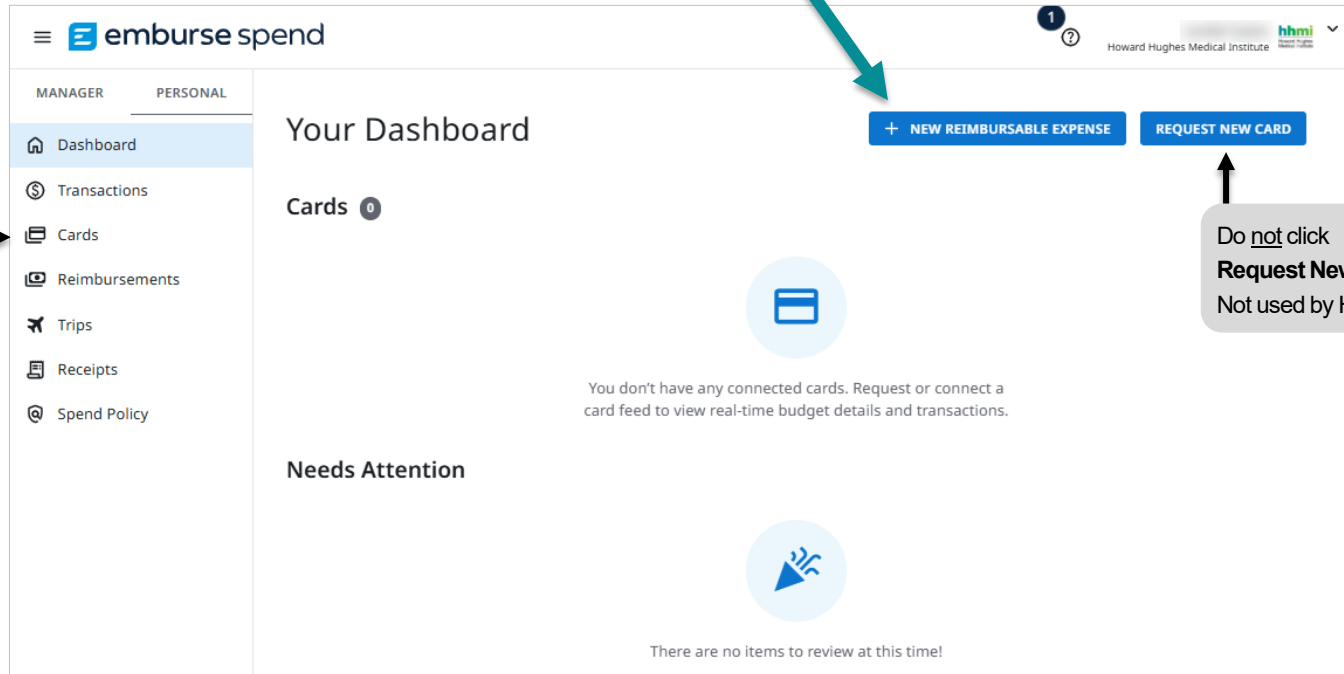 emburse spend
1
Howard Hughes Medical Institute
hhmi
MANAGER
PERSONAL
Dashboard
Transactions
Cards
Reimbursements
Trips
Receipts
Spend Policy
Your Dashboard
+ NEW REIMBURSABLE EXPENSE
REQUEST NEW CARD
Do not click
Request New
Not used by H
Cards 0
You don’t have any connected cards. Request or connect a
card feed to view real-time budget details and transactions.
Needs Attention
There are no items to review at this time!